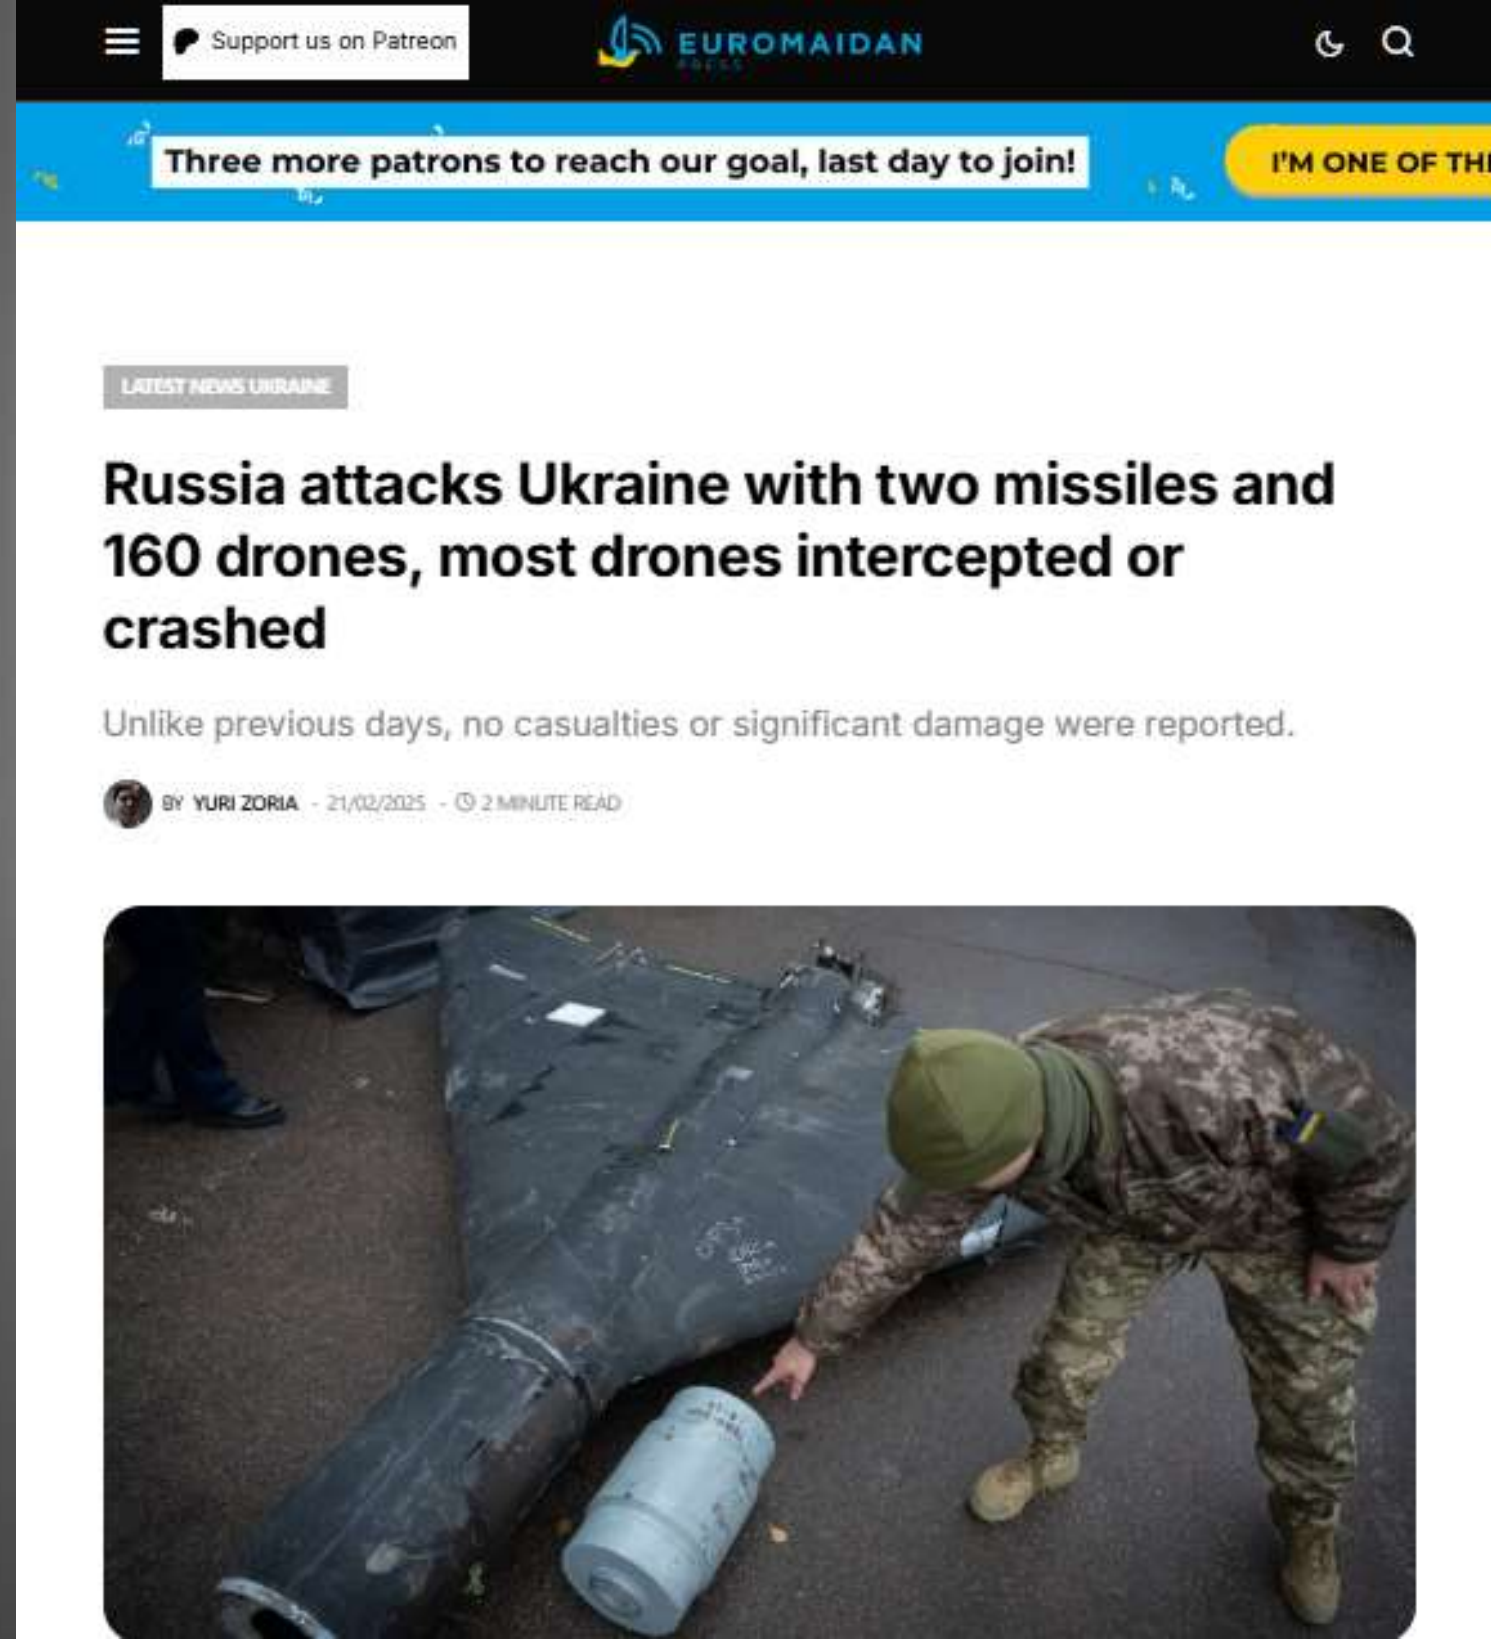 Support us on Patreon
EUROMAIDAN
PRESS
Three more patrons to reach our goal, last day to join!
I'M ONE OF
LATEST NEWS UKRAINE
Russia attacks Ukraine with two missiles and
160 drones, most drones intercepted or
crashed
Unlike previous days, no casualties or significant damage were reported.
BY YURI ZORIA - 21/02/2025 - 2 MINUTE READ